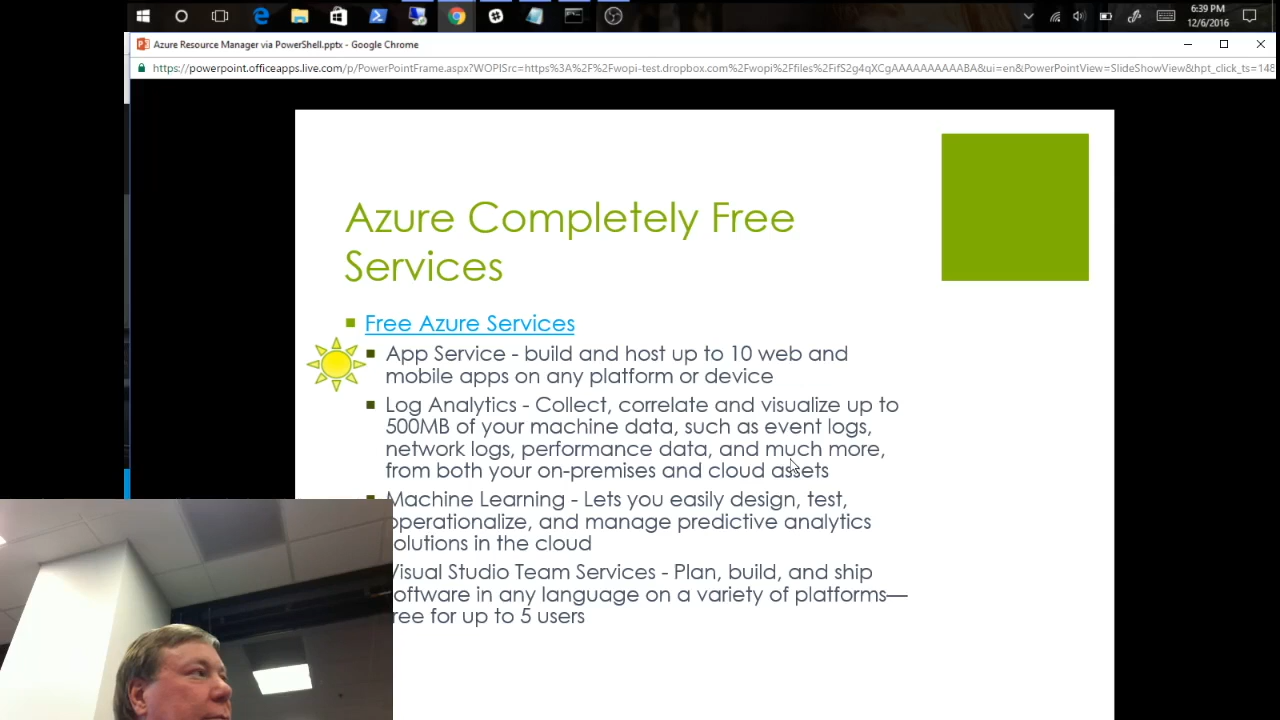 6:39 PM
12/6/2016
Azure Resource Manager via PowerShell.pptx - Google Chrome
https://powerpoint.officeapps.live.com/p/PowerPointFrame.aspx?WOPISrc=https%3A%2F%2Fwopi-test.dropbox.com%2Fwopi%2Ffiles%2FifS2g4qXCgAAAAAAAAAABA&ui=en&PowerPointView=SlideShowView&hpt_click_ts=148
Azure Completely Free
Services
Free Azure Services
App Service - build and host up to 10 web and
mobile apps on any platform or device
Log Analytics - Collect, correlate and visualize up to
500MB of your machine data, such as event logs,
network logs, performance data, and much more,
from both your on-premises and cloud assets
Machine Learning - Lets you easily design, test,
operationalize, and manage predictive analytics
olutions in the cloud
Visual Studio Team Services - Plan, build, and ship
oftware in any language on a variety of platforms—
ree for up to 5 users